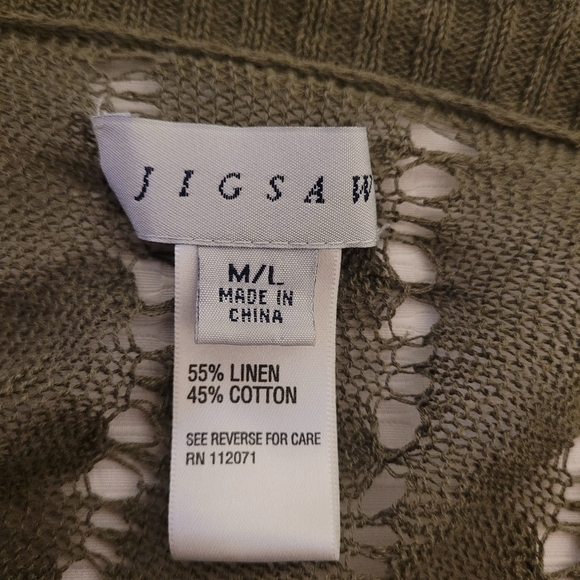 JIGSAW
M/L
MADE IN
CHINA
55% LINEN
45% COTTON
SEE REVERSE FOR CARE
RN 112071